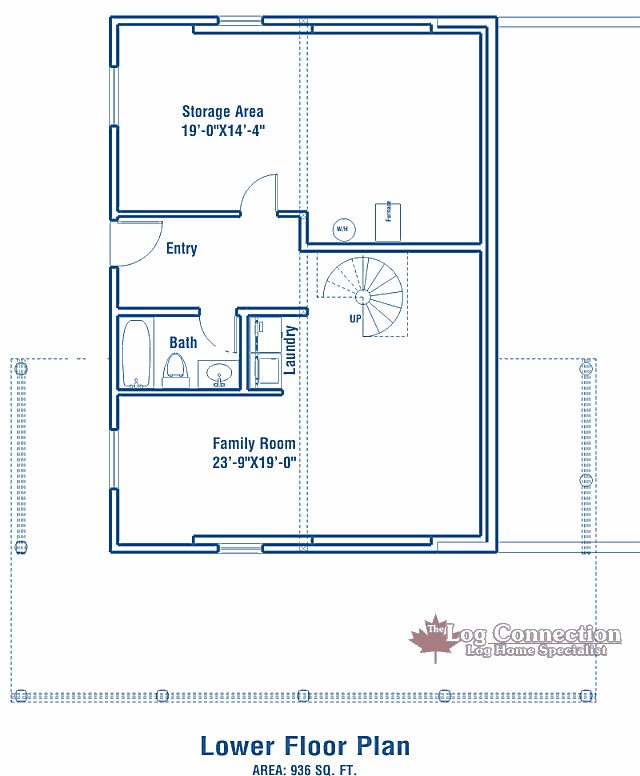 Storage Area
19'-0"X14'-4"
Furnace
W/H
Entry
UP
Bath
Laundry
Family Room
23'-9"X19'-0"
The Log Connection
Log Home Specialist
Lower Floor Plan
AREA: 936 SQ. FT.